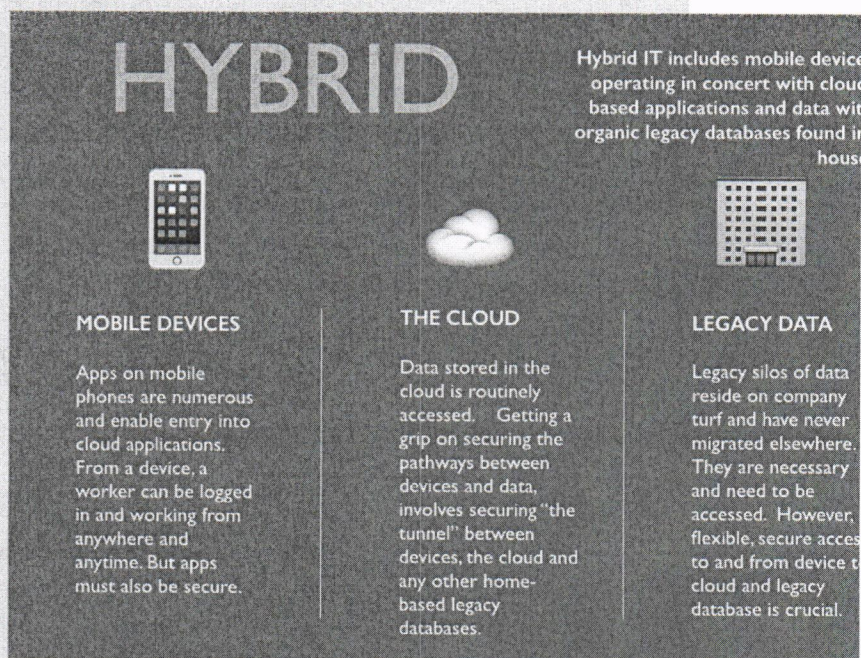 HYBRID
Hybrid IT includes mobile device
operating in concert with cloud
based applications and data wit
organic legacy databases found in
house
MOBILE DEVICES
Apps on mobile
phones are numerous
and enable entry into
cloud applications.
From a device, a
worker can be logged
in and working from
anywhere and
anytime. But apps
must also be secure.
THE CLOUD
Data stored in the
cloud is routinely
accessed. Getting a
grip on securing the
pathways between
devices and data,
involves securing "the
tunnel" between
devices, the cloud and
any other home-
based legacy
databases.
LEGACY DATA
Legacy silos of data
reside on company
turf and have never
migrated elsewhere.
They are necessary
and need to be
accessed. However,
flexible, secure acces
to and from device t
cloud and legacy
database is crucial.